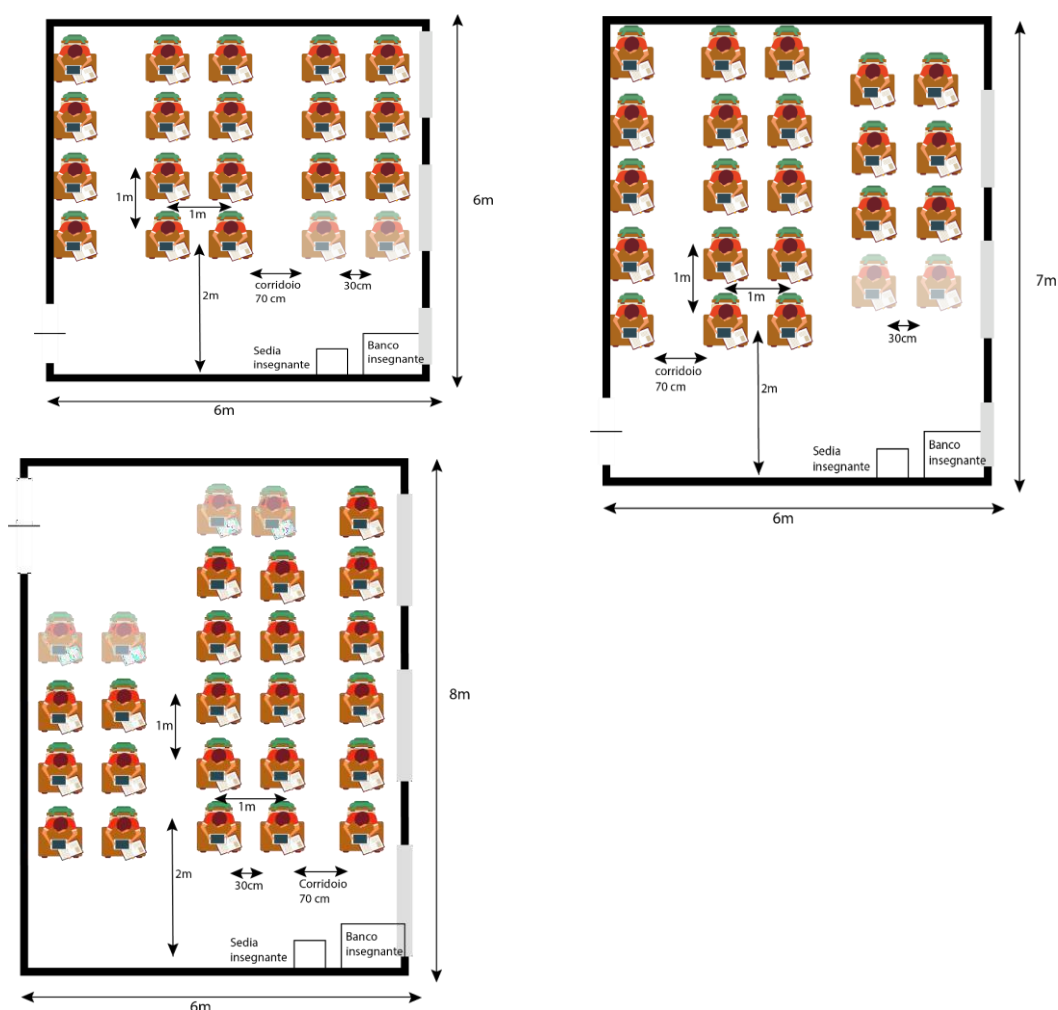 1m
1m
2m
corridoio
70 cm
30cm
Sedia
insegnante
Banco
insegnante
6m
6m
1m
1m
corridoio
70 cm
2m
30cm
Sedia
insegnante
Banco
insegnante
7m
6m
1m
1m
2m
30cm
Corridoio
70 cm
Sedia
insegnante
Banco
insegnante
8m
6m